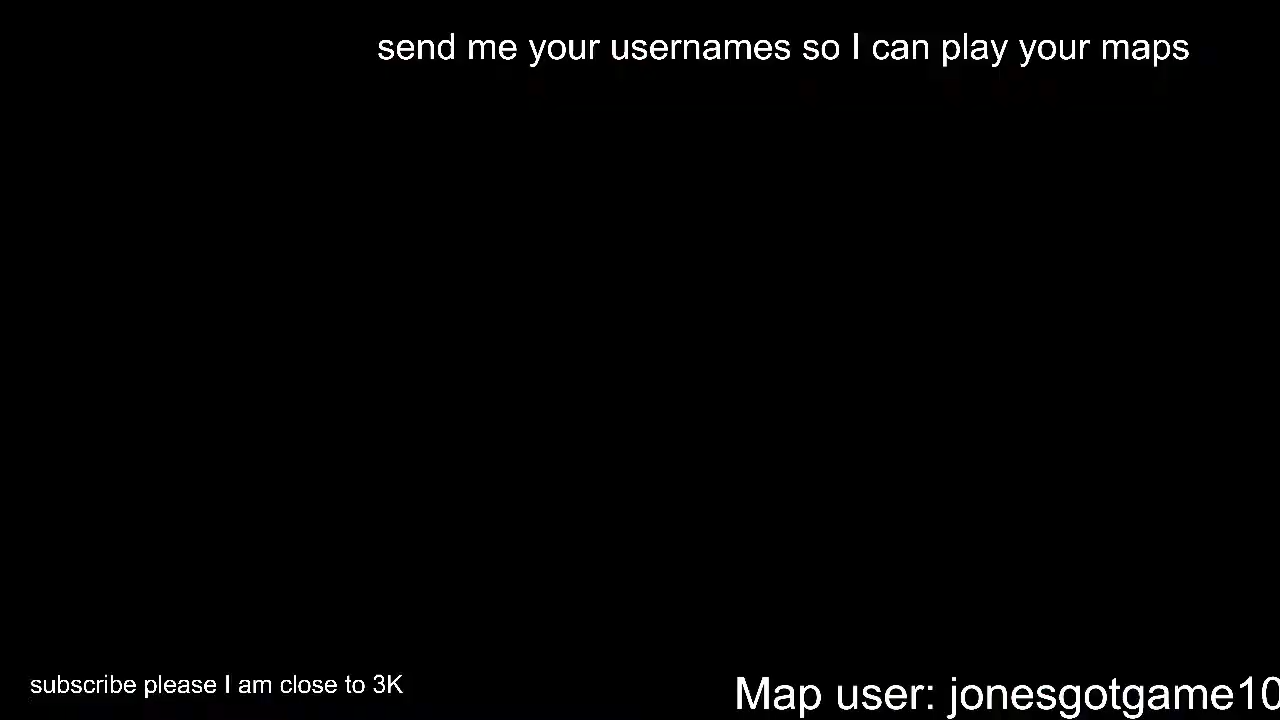 send me your usernames so I can play your maps
subscribe please I am close to 3K
Map user: jonesgotgame10